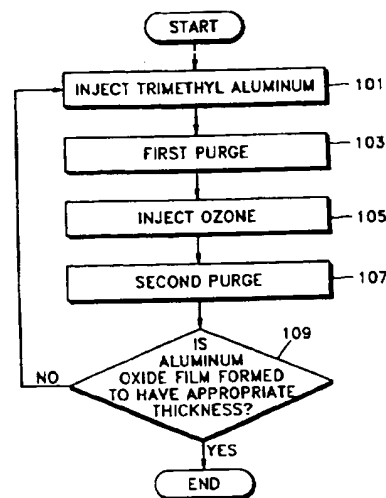 START
INJECT TRIMETHYL ALUMINUM
101
FIRST PURGE
103
INJECT OZONE
105
SECOND PURGE
107
109
IS
ALUMINUM
OXIDE FILM FORMED
TO HAVE APPROPRIATE
THICKNESS?
NO
YES
END